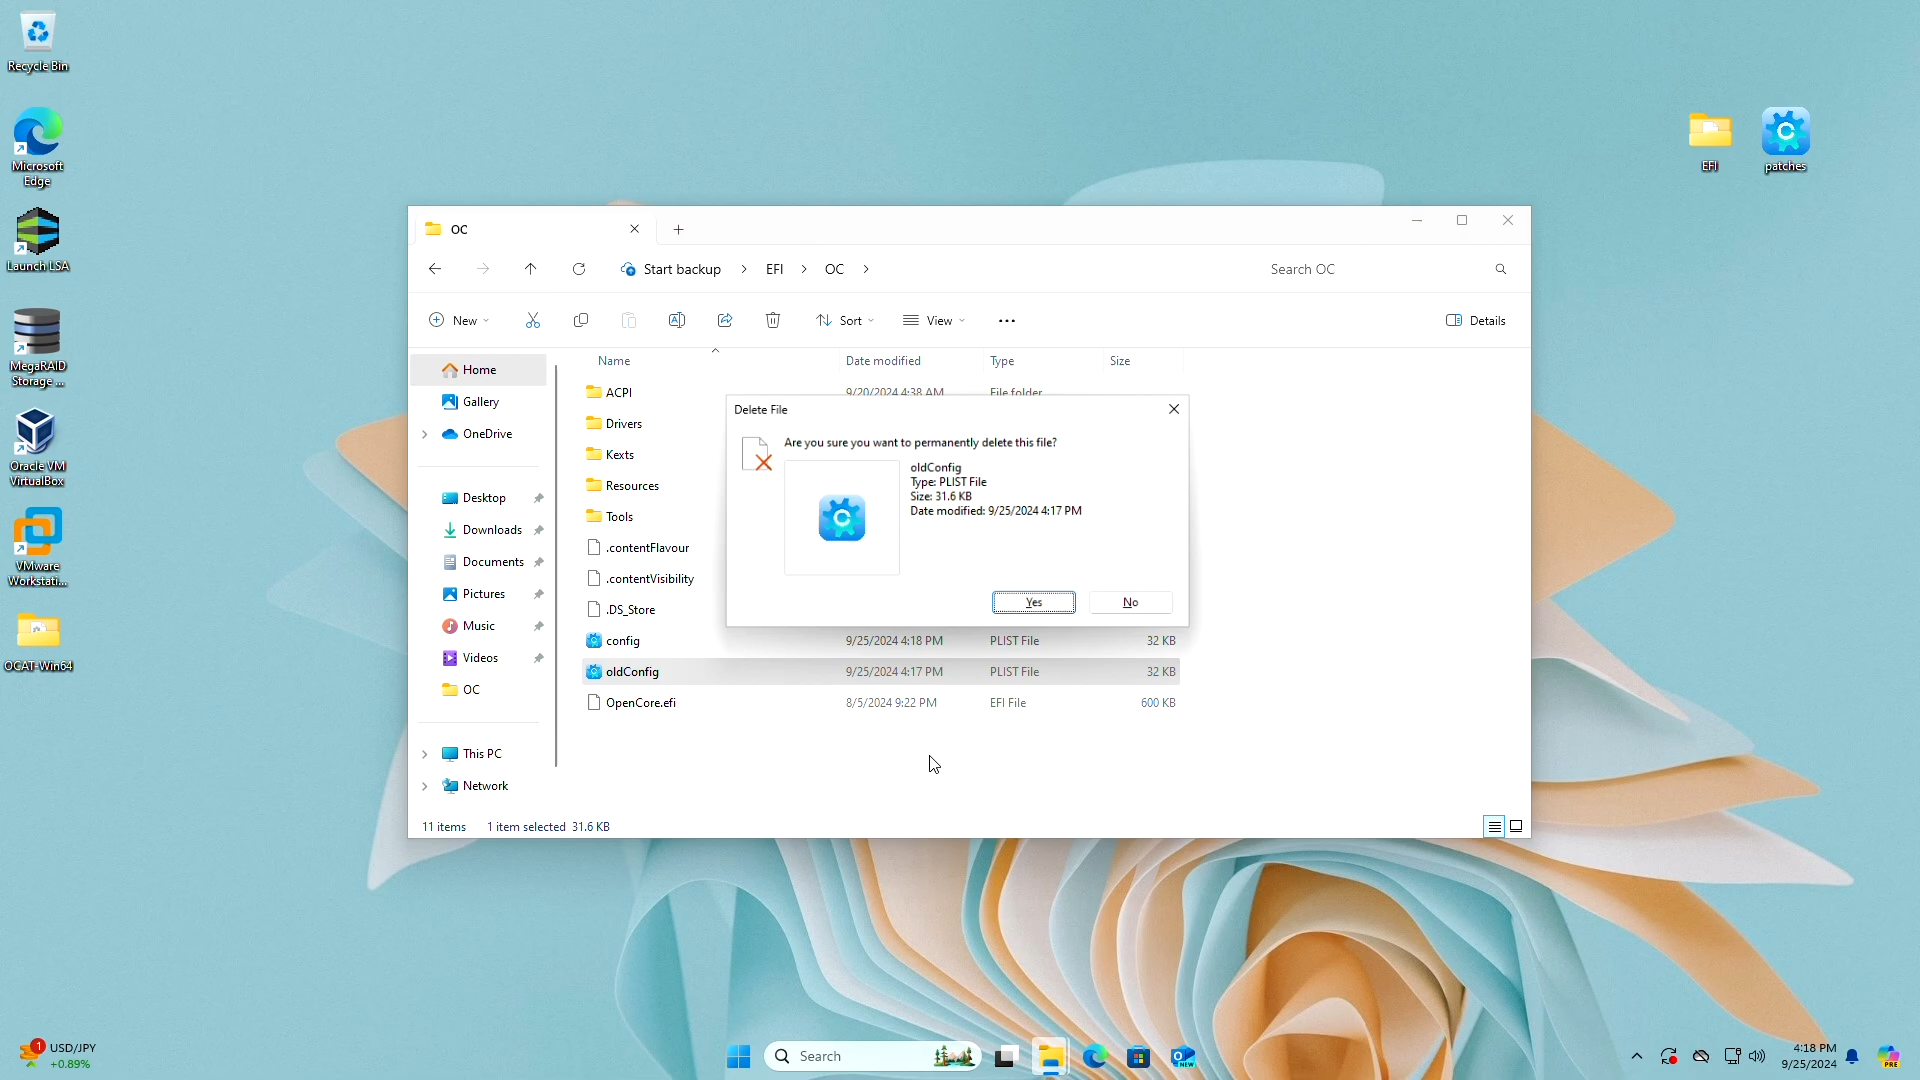 Recycle Bin
Microsoft
Edge
Launch LSA
MegaRAID
Storage ...
Oracle VM
VirtualBox
VMware
Workstati...
OCAT-Win64
EFI
patches
OC
Start backup
EFI
OC
Search OC
New
Sort
View
Details
Home
Gallery
OneDrive
Desktop
Downloads
Documents
Pictures
Music
Videos
OC
This PC
Network
Name Date modified Type Size
ACPI 9/20/2024 4:38 AM File folder
Drivers
Kexts
Resources
Tools
.contentFlavour
.contentVisibility
.DS_Store
config 9/25/2024 4:18 PM PLIST File 32 KB
oldConfig 9/25/2024 4:17 PM PLIST File 32 KB
OpenCore.efi 8/5/2024 9:22 PM EFI File 600 KB
Delete File
Are you sure you want to permanently delete this file?
oldConfig
Type: PLIST File
Size: 31.6 KB
Date modified: 9/25/2024 4:17 PM
Yes
No
11 items 1 item selected 31.6 KB
1
USD/JPY
+0.89%
Search
NEW
4:18 PM
9/25/2024
PRE